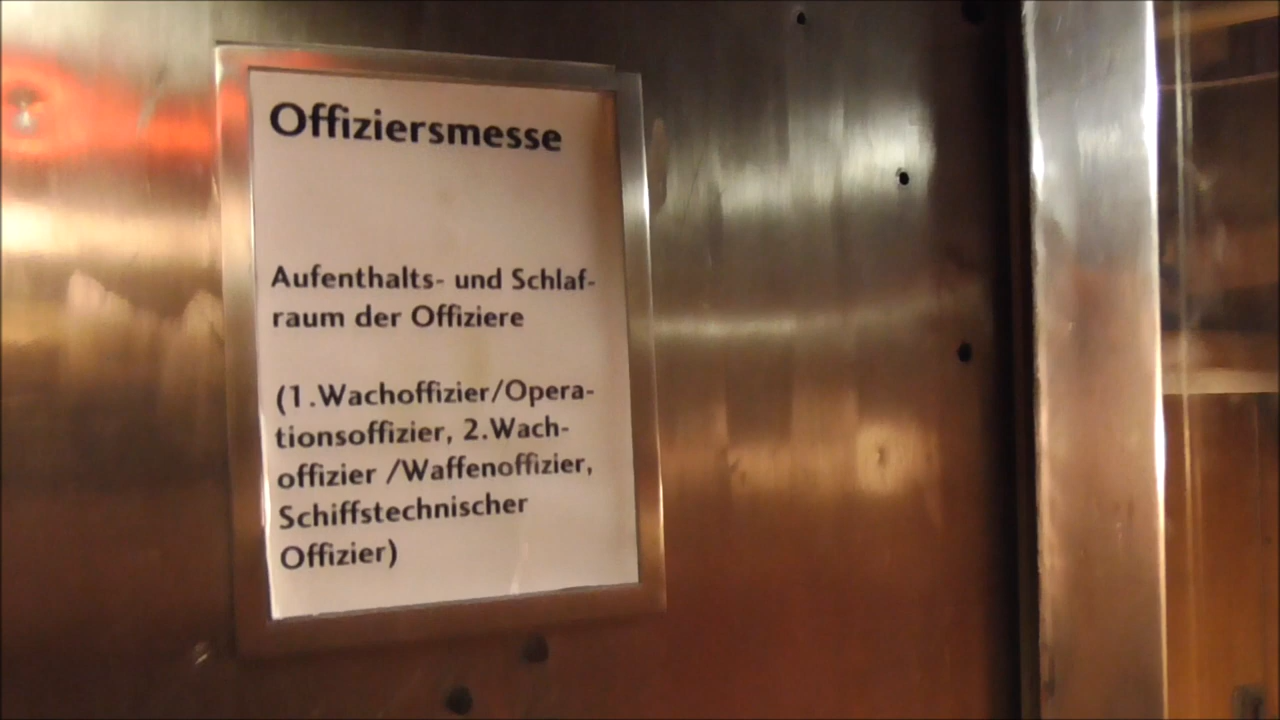 Offiziersmesse
Aufenthalts- und Schlaf-
raum der Offiziere
(1.Wachoffizier/Opera-
tionsoffizier, 2.Wach-
offizier /Waffenoffizier,
Schiffstechnischer
Offizier)